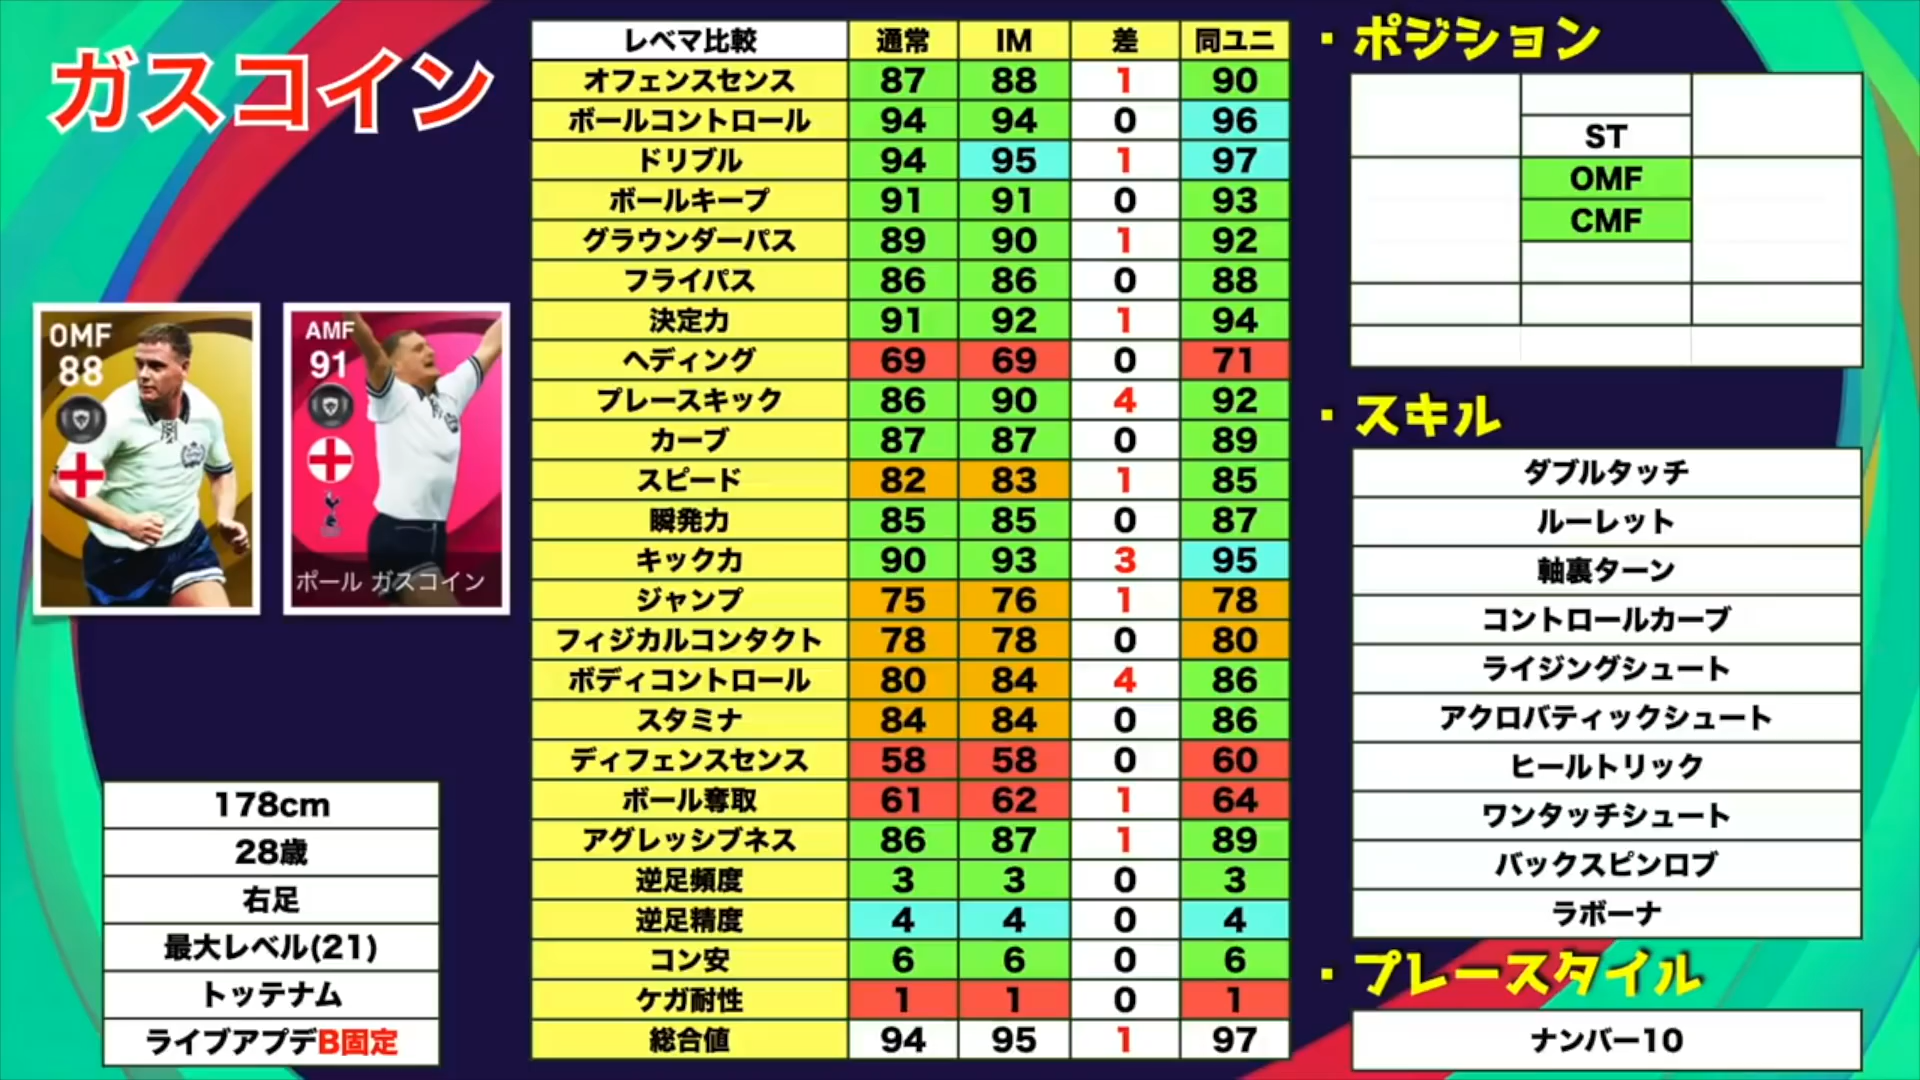 ガスコイン
OMF
88
AMF
91
ポール ガスコイン
178cm
28歳
右足
最大レベル(21)
トッテナム
ライブアプデB固定
レベマ比較 通常 IM 差 同ユニ
オフェンスセンス 87 88 1 90
ボールコントロール 94 94 0 96
ドリブル 94 95 1 97
ボールキープ 91 91 0 93
グラウンダーパス 89 90 1 92
フライパス 86 86 0 88
決定力 91 92 1 94
ヘディング 69 69 0 71
プレースキック 86 90 4 92
カーブ 87 87 0 89
スピード 82 83 1 85
瞬発力 85 85 0 87
キック力 90 93 3 95
ジャンプ 75 76 1 78
フィジカルコンタクト 78 78 0 80
ボディコントロール 80 84 4 86
スタミナ 84 84 0 86
ディフェンスセンス 58 58 0 60
ボール奪取 61 62 1 64
アグレッシブネス 86 87 1 89
逆足頻度 3 3 0 3
逆足精度 4 4 0 4
コン安 6 6 0 6
ケガ耐性 1 1 0 1
総合値 94 95 1 97
・ポジション
ST
OMF
CMF
・スキル
ダブルタッチ
ルーレット
軸裏ターン
コントロールカーブ
ライジングシュート
アクロバティックシュート
ヒールトリック
ワンタッチシュート
バックスピンロブ
ラボーナ
・プレースタイル
ナンバー10